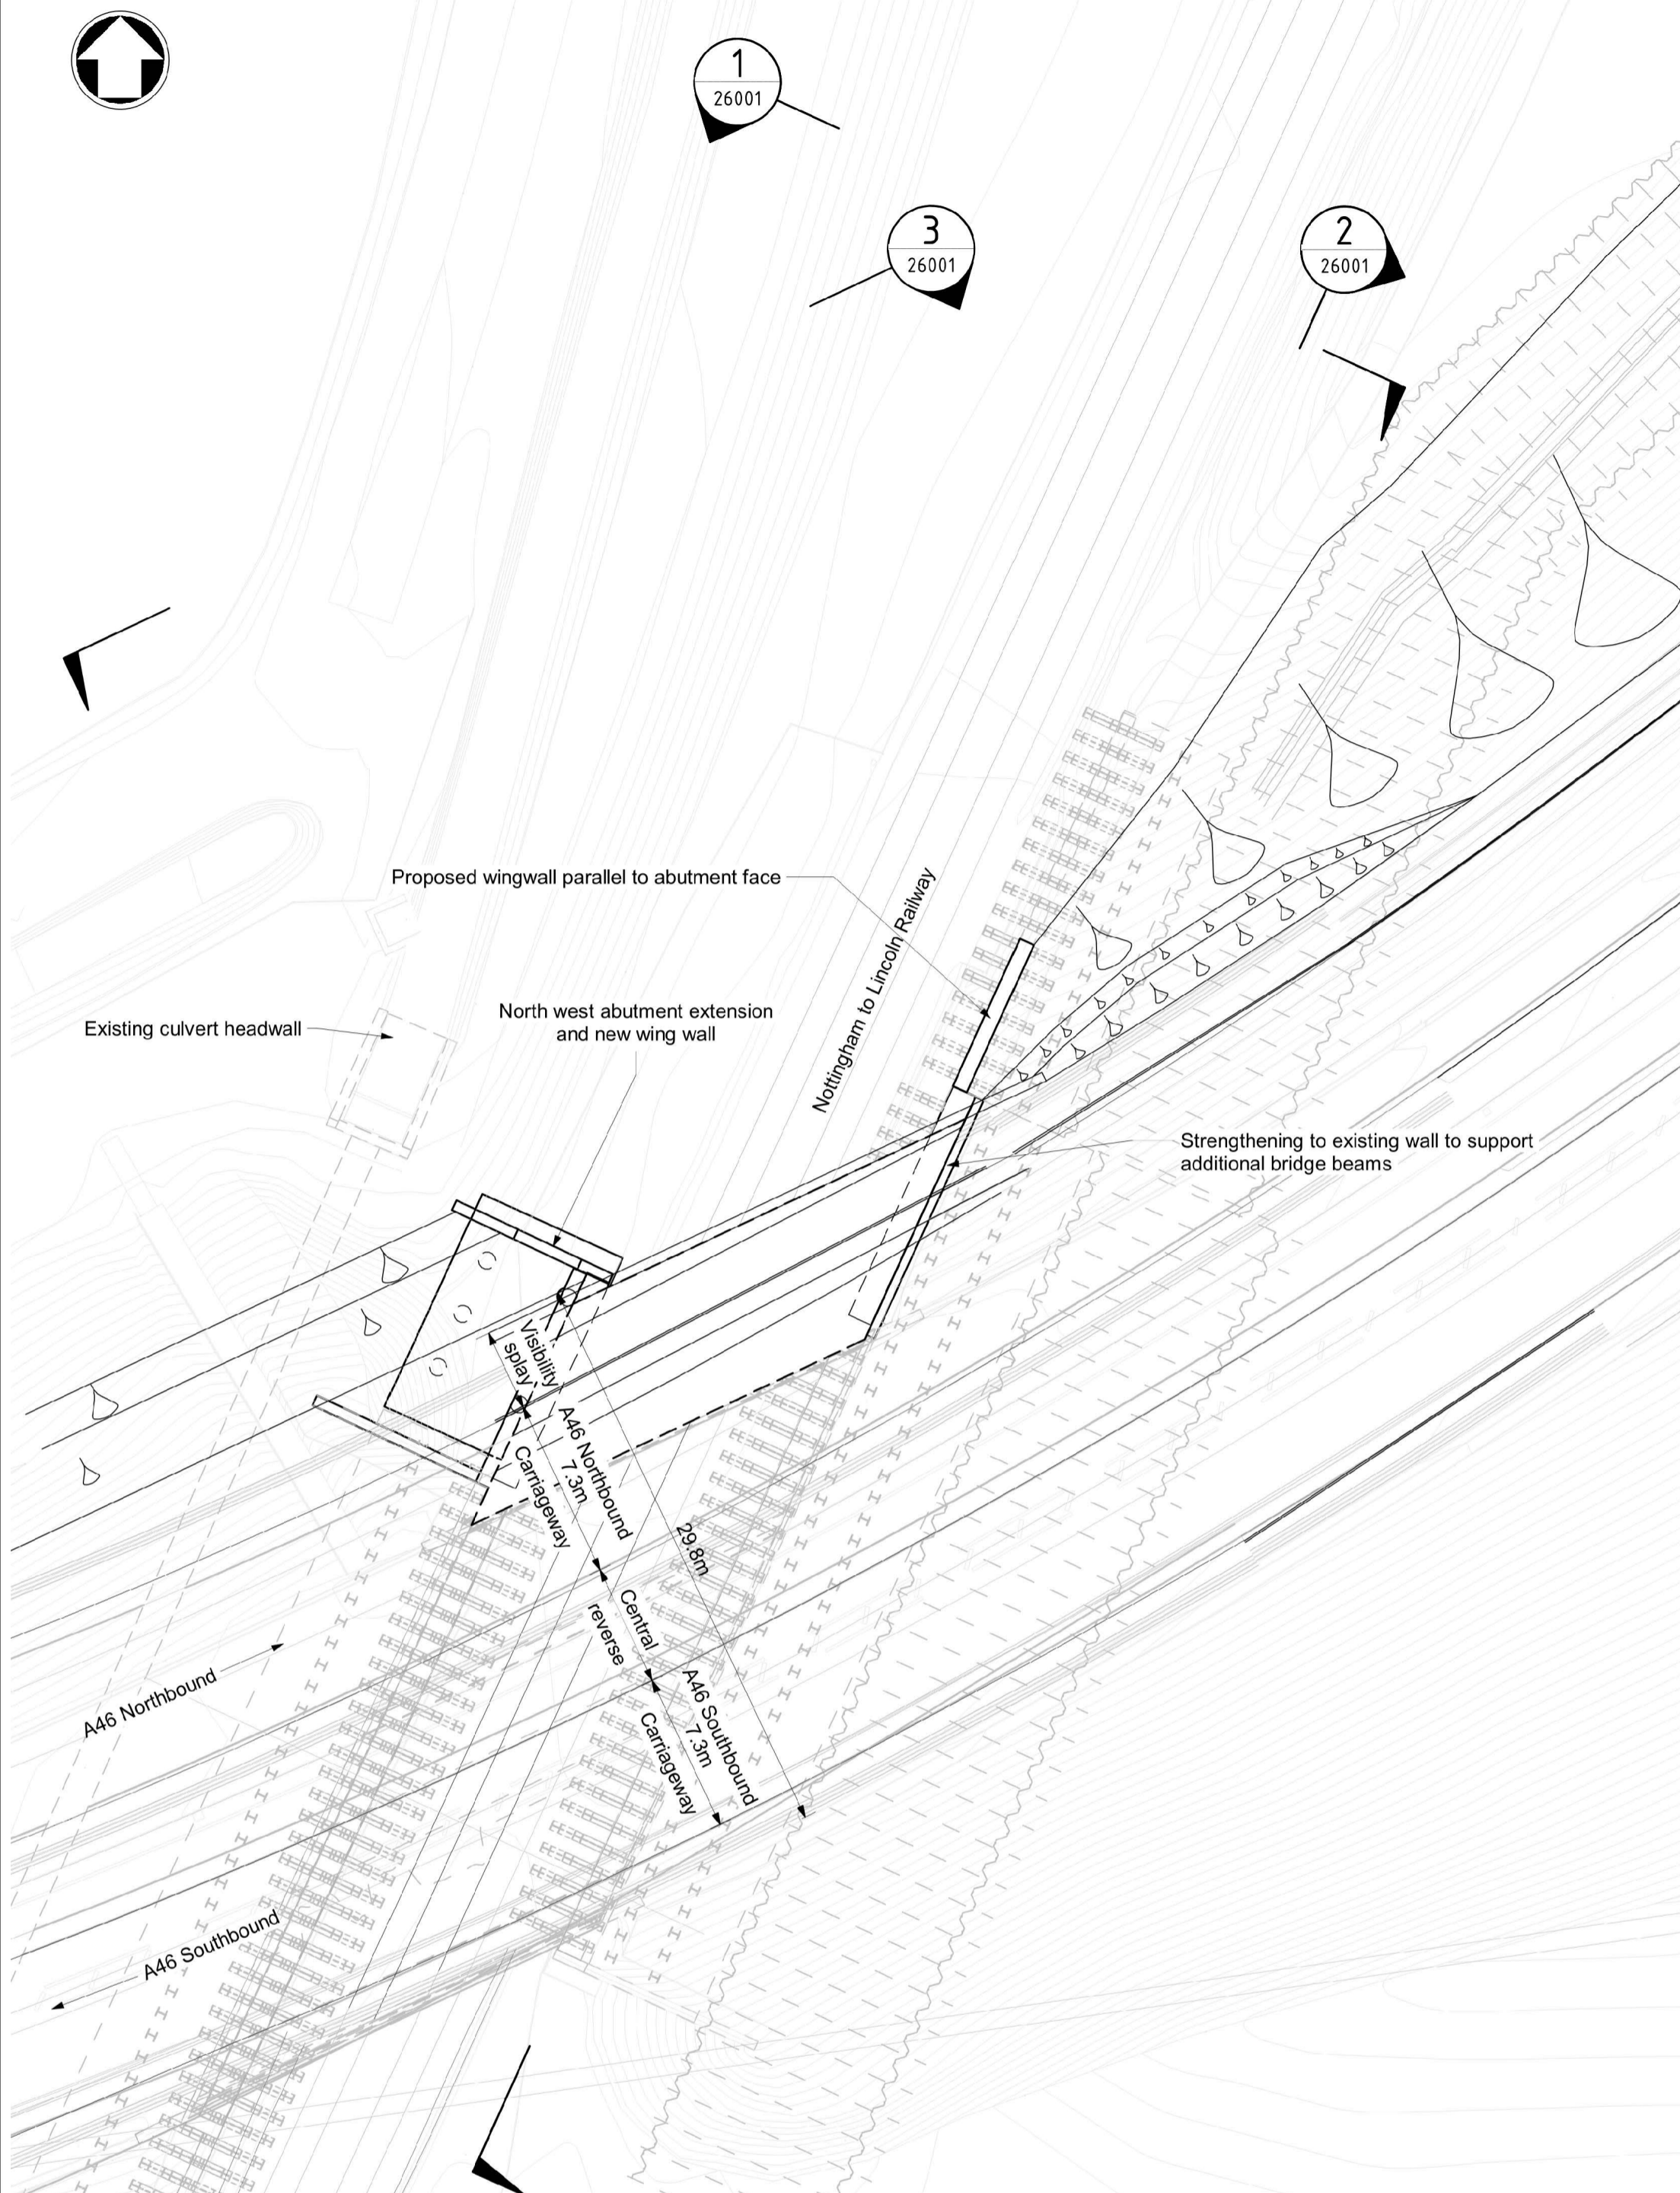 1
26001
3
26001
2
26001
Proposed wingwall parallel to abutment face
Nottingham to Lincoln Railway
North west abutment extension
and new wing wall
Existing culvert headwall
Strengthening to existing wall to support
additional bridge beams
Visibility
splay
A46 Northbound
7.3m
Carriageway
29.8m
Central
reverse
A46 Southbound
7.3m
Carriageway
A46 Northbound
A46 Southbound